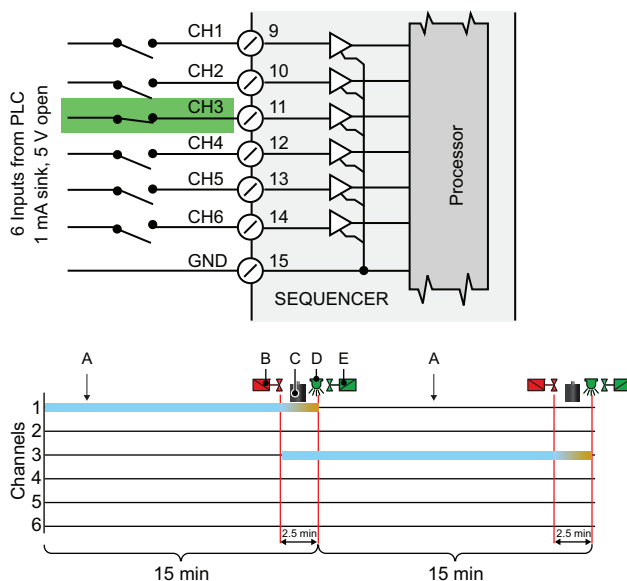 6 Inputs from PLC
1 mA sink, 5 V open
CH1 9
CH2 10
CH3 11
CH4 12
CH5 13
CH6 14
GND 15
SEQUENCER
Processor
A B C D E A
Channels
1
2
3
4
5
6
2.5 min 2.5 min
15 min 15 min